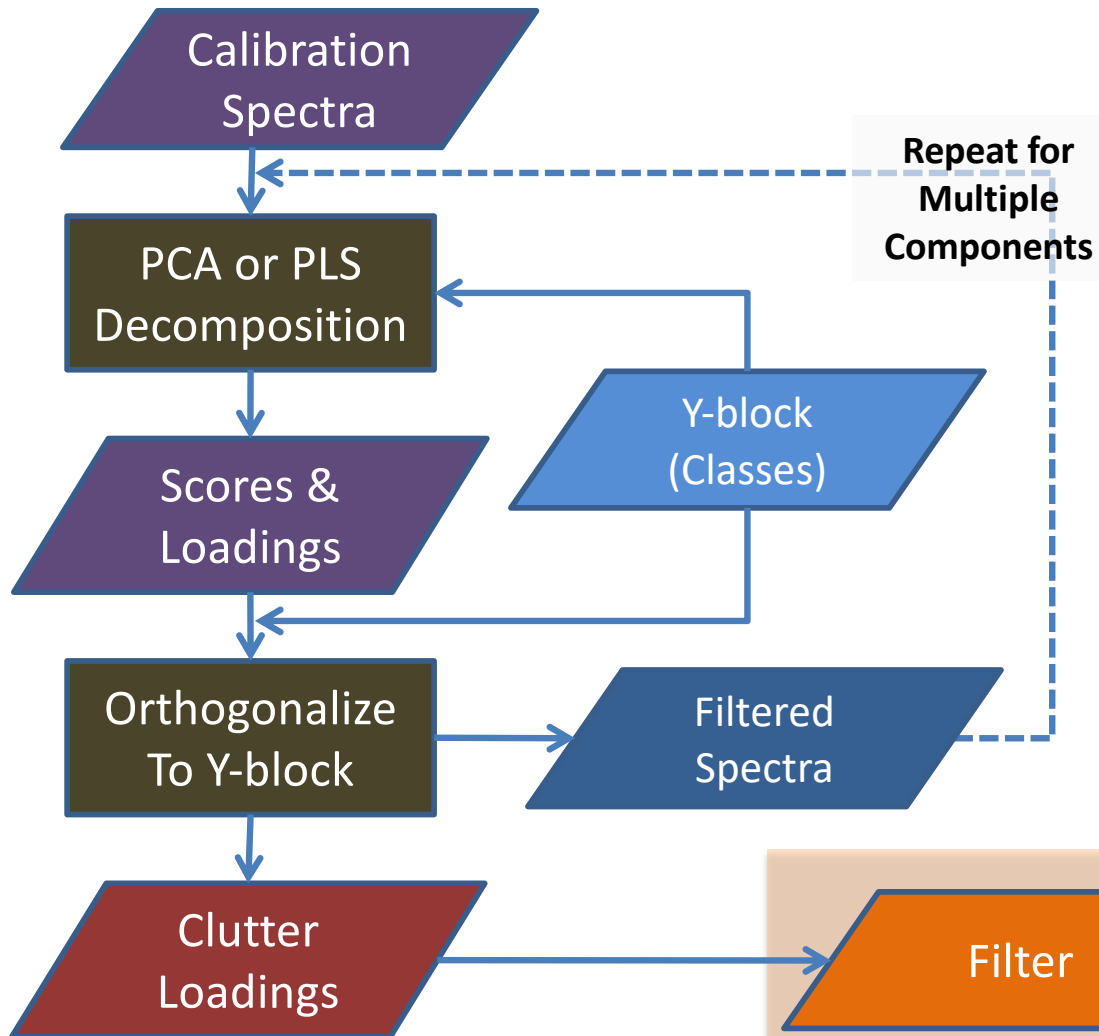 Calibration
Spectra
Repeat for
Multiple
Components
PCA or PLS
Decomposition
Y-block
(Classes)
Scores &
Loadings
Orthogonalize
To Y-block
Filtered
Spectra
Clutter
Loadings
Filter